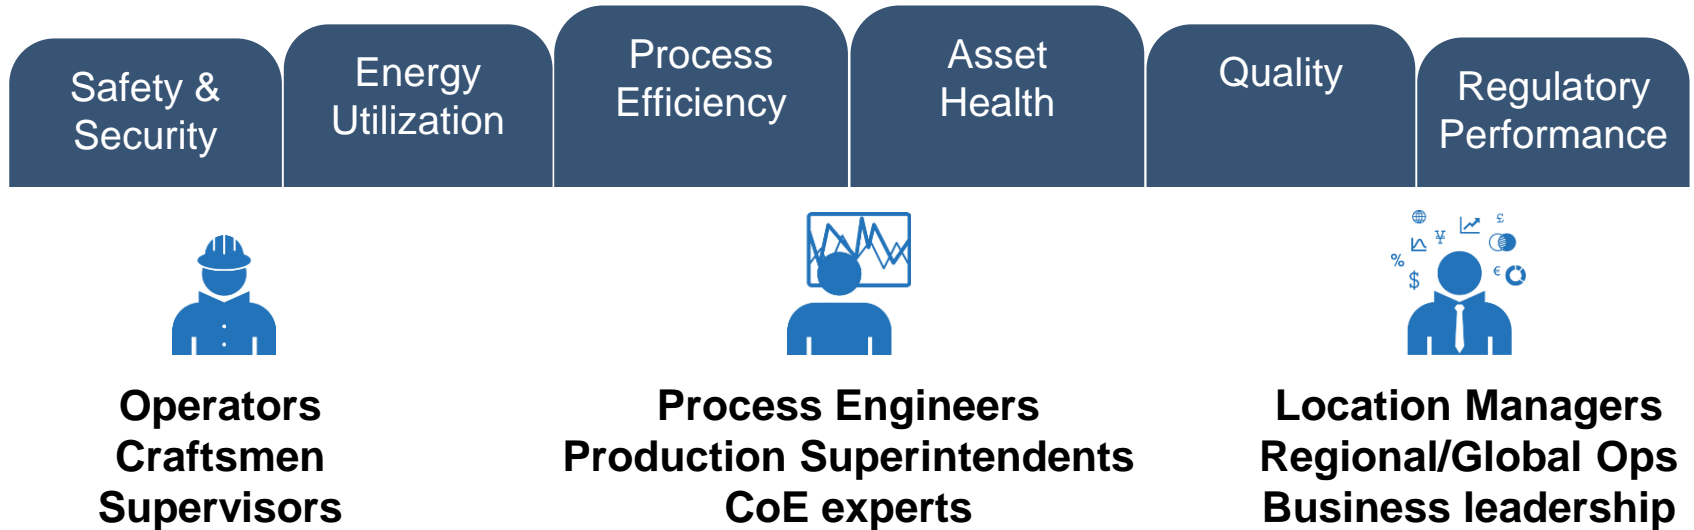 Safety &
Security
Energy
Utilization
Process
Efficiency
Asset
Health
Quality
Regulatory
Performance
£
¥
%
$
€
Operators
Craftsmen
Supervisors
Process Engineers
Production Superintendents
CoE experts
Location Managers
Regional/Global Ops
Business leadership